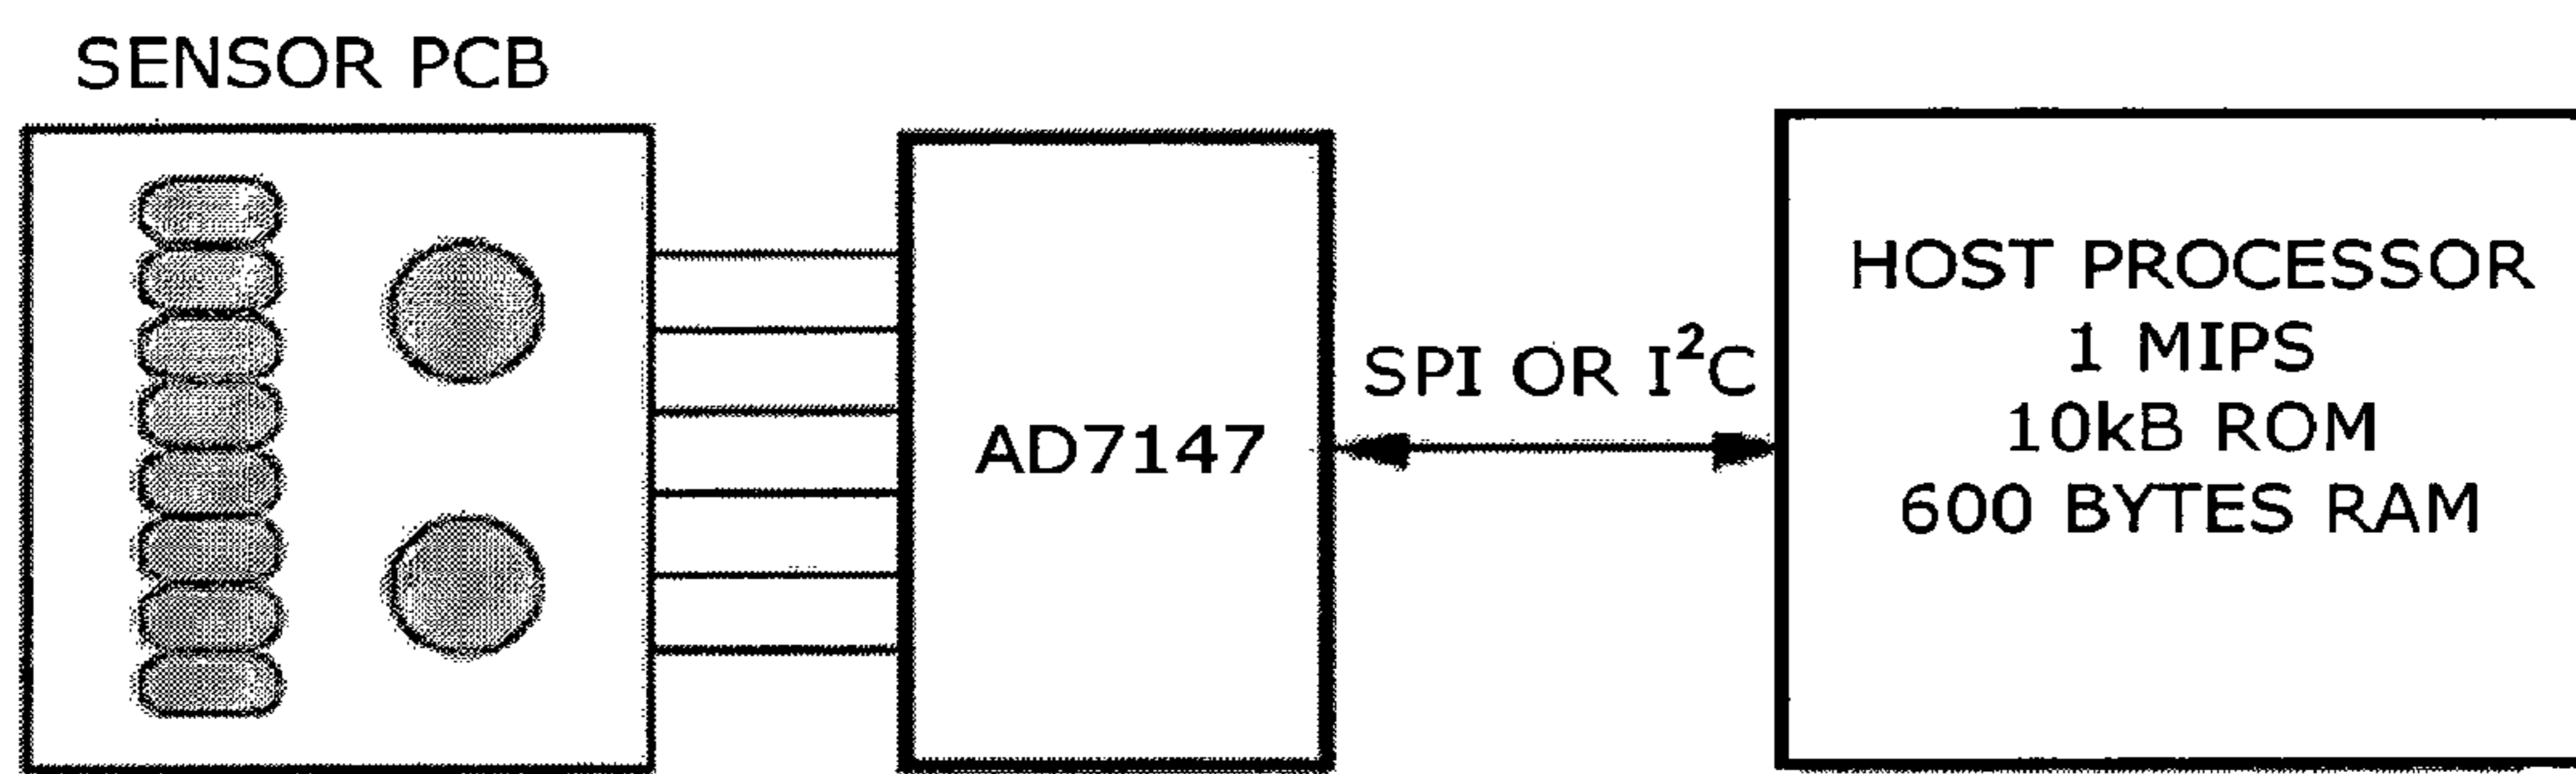 SENSOR PCB
AD7147
SPI OR I²C
HOST PROCESSOR
1 MIPS
10kB ROM
600 BYTES RAM